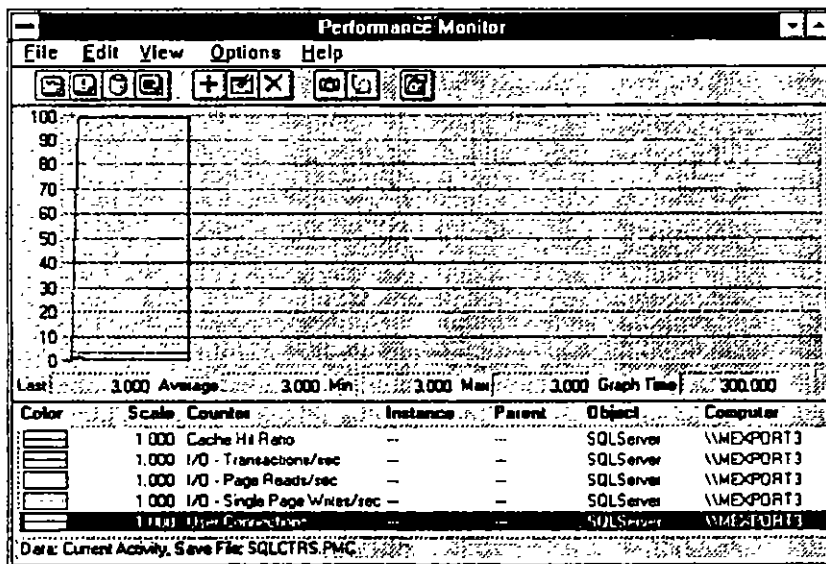 Performance Monitor
File Edit View Options Help
100
90
80
70
60
50
40
30
20
10
0
Last 3.000 Average 3.000 Min 3.000 Max 3.000 Graph Time 300.000
Color Scale Counter Instance Parent Object Computer
1.000 Cache Hit Ratio --- --- SQLServer \\MEXPORT3
1.000 I/O - Transactions/sec --- --- SQLServer \\MEXPORT3
1.000 I/O - Page Reads/sec --- --- SQLServer \\MEXPORT3
1.000 I/O - Single Page Writes/sec --- --- SQLServer \\MEXPORT3
1.000 User Connections --- --- SQLServer \\MEXPORT3
Data: Current Activity, Save File: SQLCTRS.PMC